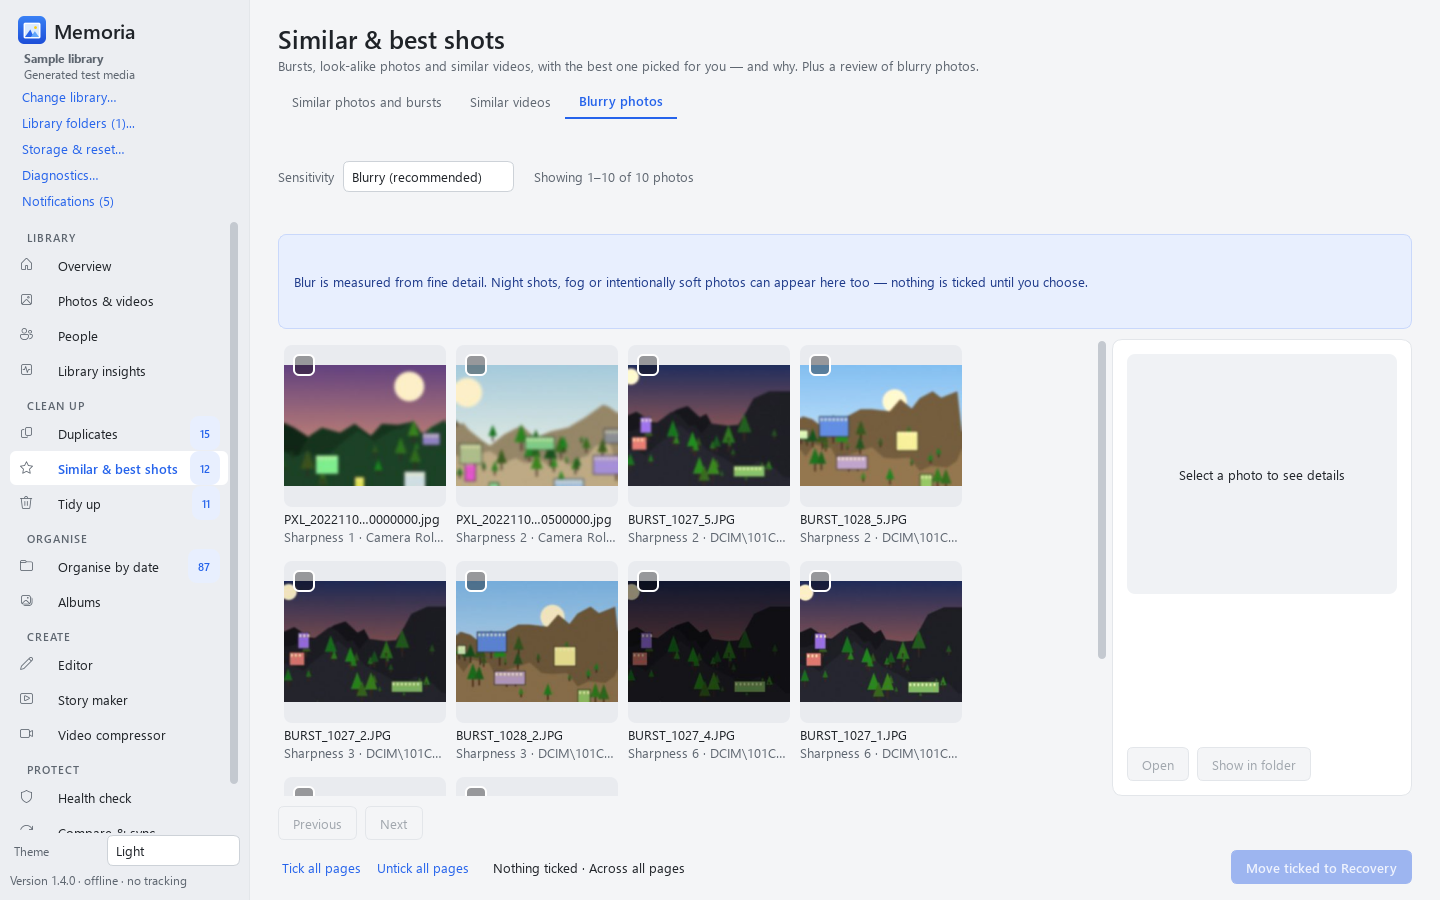 Memoria
Sample library
Generated test media
Change library...
Library folders (1)...
Storage & reset...
Diagnostics...
Notifications (5)
LIBRARY
Overview
Photos & videos
People
Library insights
CLEAN UP
Duplicates 15
Similar & best shots 12
Tidy up 11
ORGANISE
Organise by date 87
Albums
CREATE
Editor
Story maker
Video compressor
PROTECT
Health check
Compare & sync
Theme Light
Version 1.4.0 · offline · no tracking
Similar & best shots
Bursts, look-alike photos and similar videos, with the best one picked for you — and why. Plus a review of blurry photos.
Similar photos and bursts Similar videos Blurry photos
Sensitivity Blurry (recommended) Showing 1–10 of 10 photos
Blur is measured from fine detail. Night shots, fog or intentionally soft photos can appear here too — nothing is ticked until you choose.
PXL_2022110...0000000.jpg PXL_2022110...0500000.jpg BURST_1027_5.JPG BURST_1028_5.JPG
Sharpness 1 · Camera Rol... Sharpness 2 · Camera Rol... Sharpness 2 · DCIM\101C... Sharpness 2 · DCIM\101C...
BURST_1027_2.JPG BURST_1028_2.JPG BURST_1027_4.JPG BURST_1027_1.JPG
Sharpness 3 · DCIM\101C... Sharpness 3 · DCIM\101C... Sharpness 6 · DCIM\101C... Sharpness 6 · DCIM\101C...
Select a photo to see details
Open Show in folder
Previous Next
Tick all pages Untick all pages Nothing ticked · Across all pages
Move ticked to Recovery